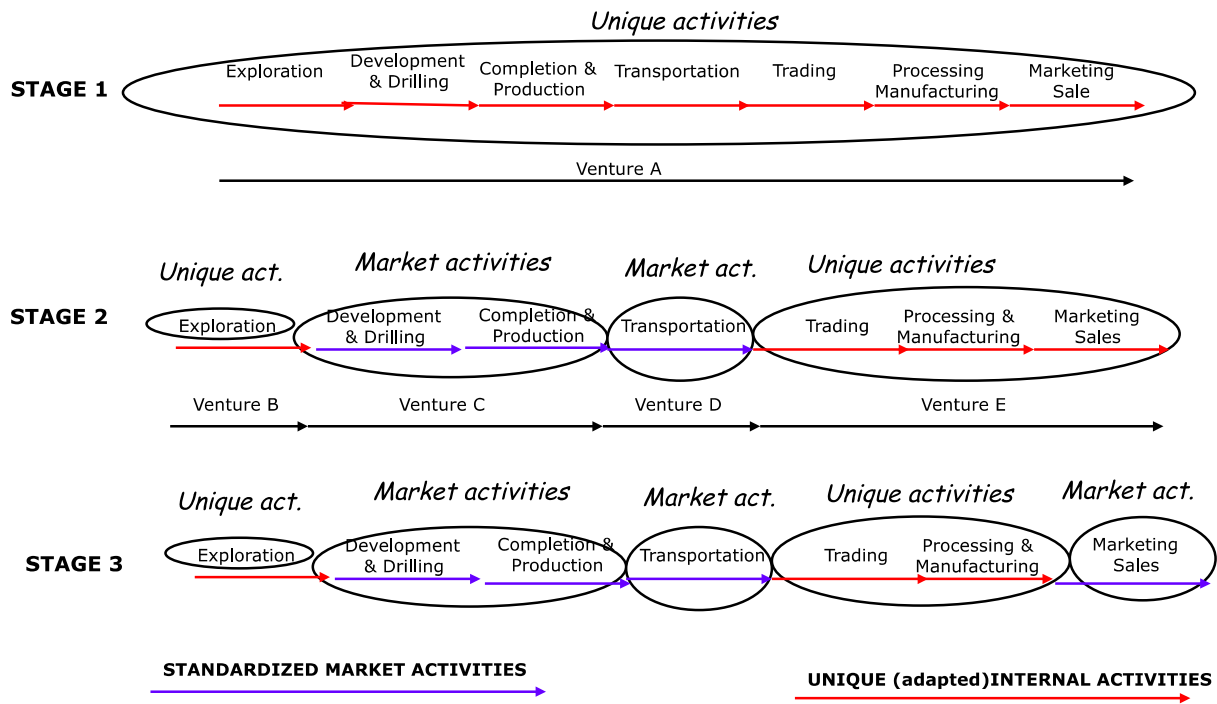 Unique activities
STAGE 1
Exploration
Development
& Drilling
Completion &
Production
Transportation
Trading
Processing
Manufacturing
Marketing
Sale
Venture A
Unique act.
Market activities
Market act.
Unique activities
STAGE 2
Exploration
Development
& Drilling
Completion &
Production
Transportation
Trading
Processing &
Manufacturing
Marketing
Sales
Venture B
Venture C
Venture D
Venture E
Unique act.
Market activities
Market act.
Unique activities
Market act.
STAGE 3
Exploration
Development
& Drilling
Completion &
Production
Transportation
Trading
Processing &
Manufacturing
Marketing
Sales
STANDARDIZED MARKET ACTIVITIES
UNIQUE (adapted)INTERNAL ACTIVITIES